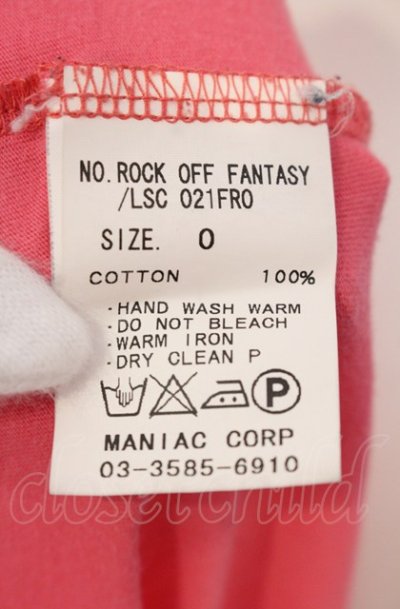 NO. ROCK OFF FANTASY
/LSC 021FRO
SIZE. 0
COTTON 100%
·HAND WASH WARM
·DO NOT BLEACH
·WARM IRON
·DRY CLEAN P
P
MANIAC CORP
03-3585-6910
closet child